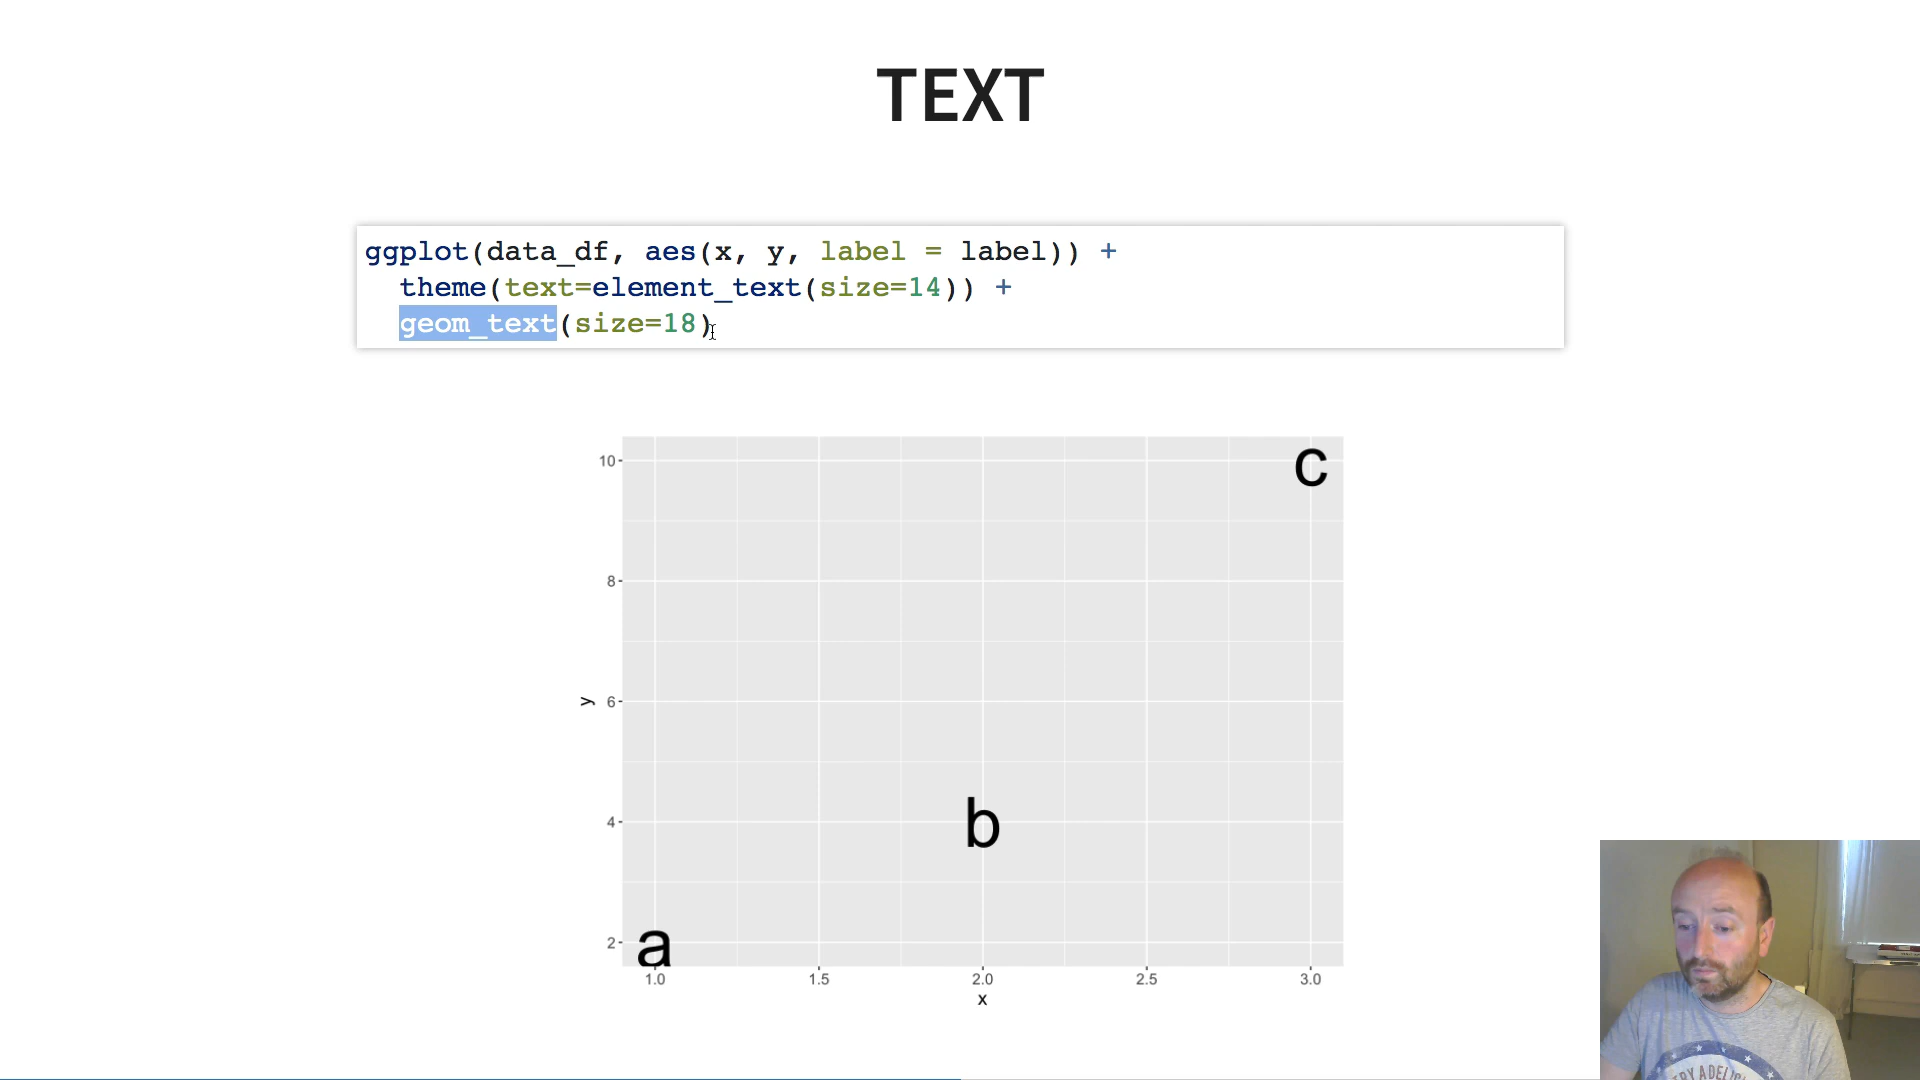 TEXT
ggplot(data_df, aes(x, y, label = label)) +
theme(text=element_text(size=14)) +
geom_text(size=18)
10
c
8
y
6
b
4
a
2
1.0 1.5 2.0 2.5 3.0
x